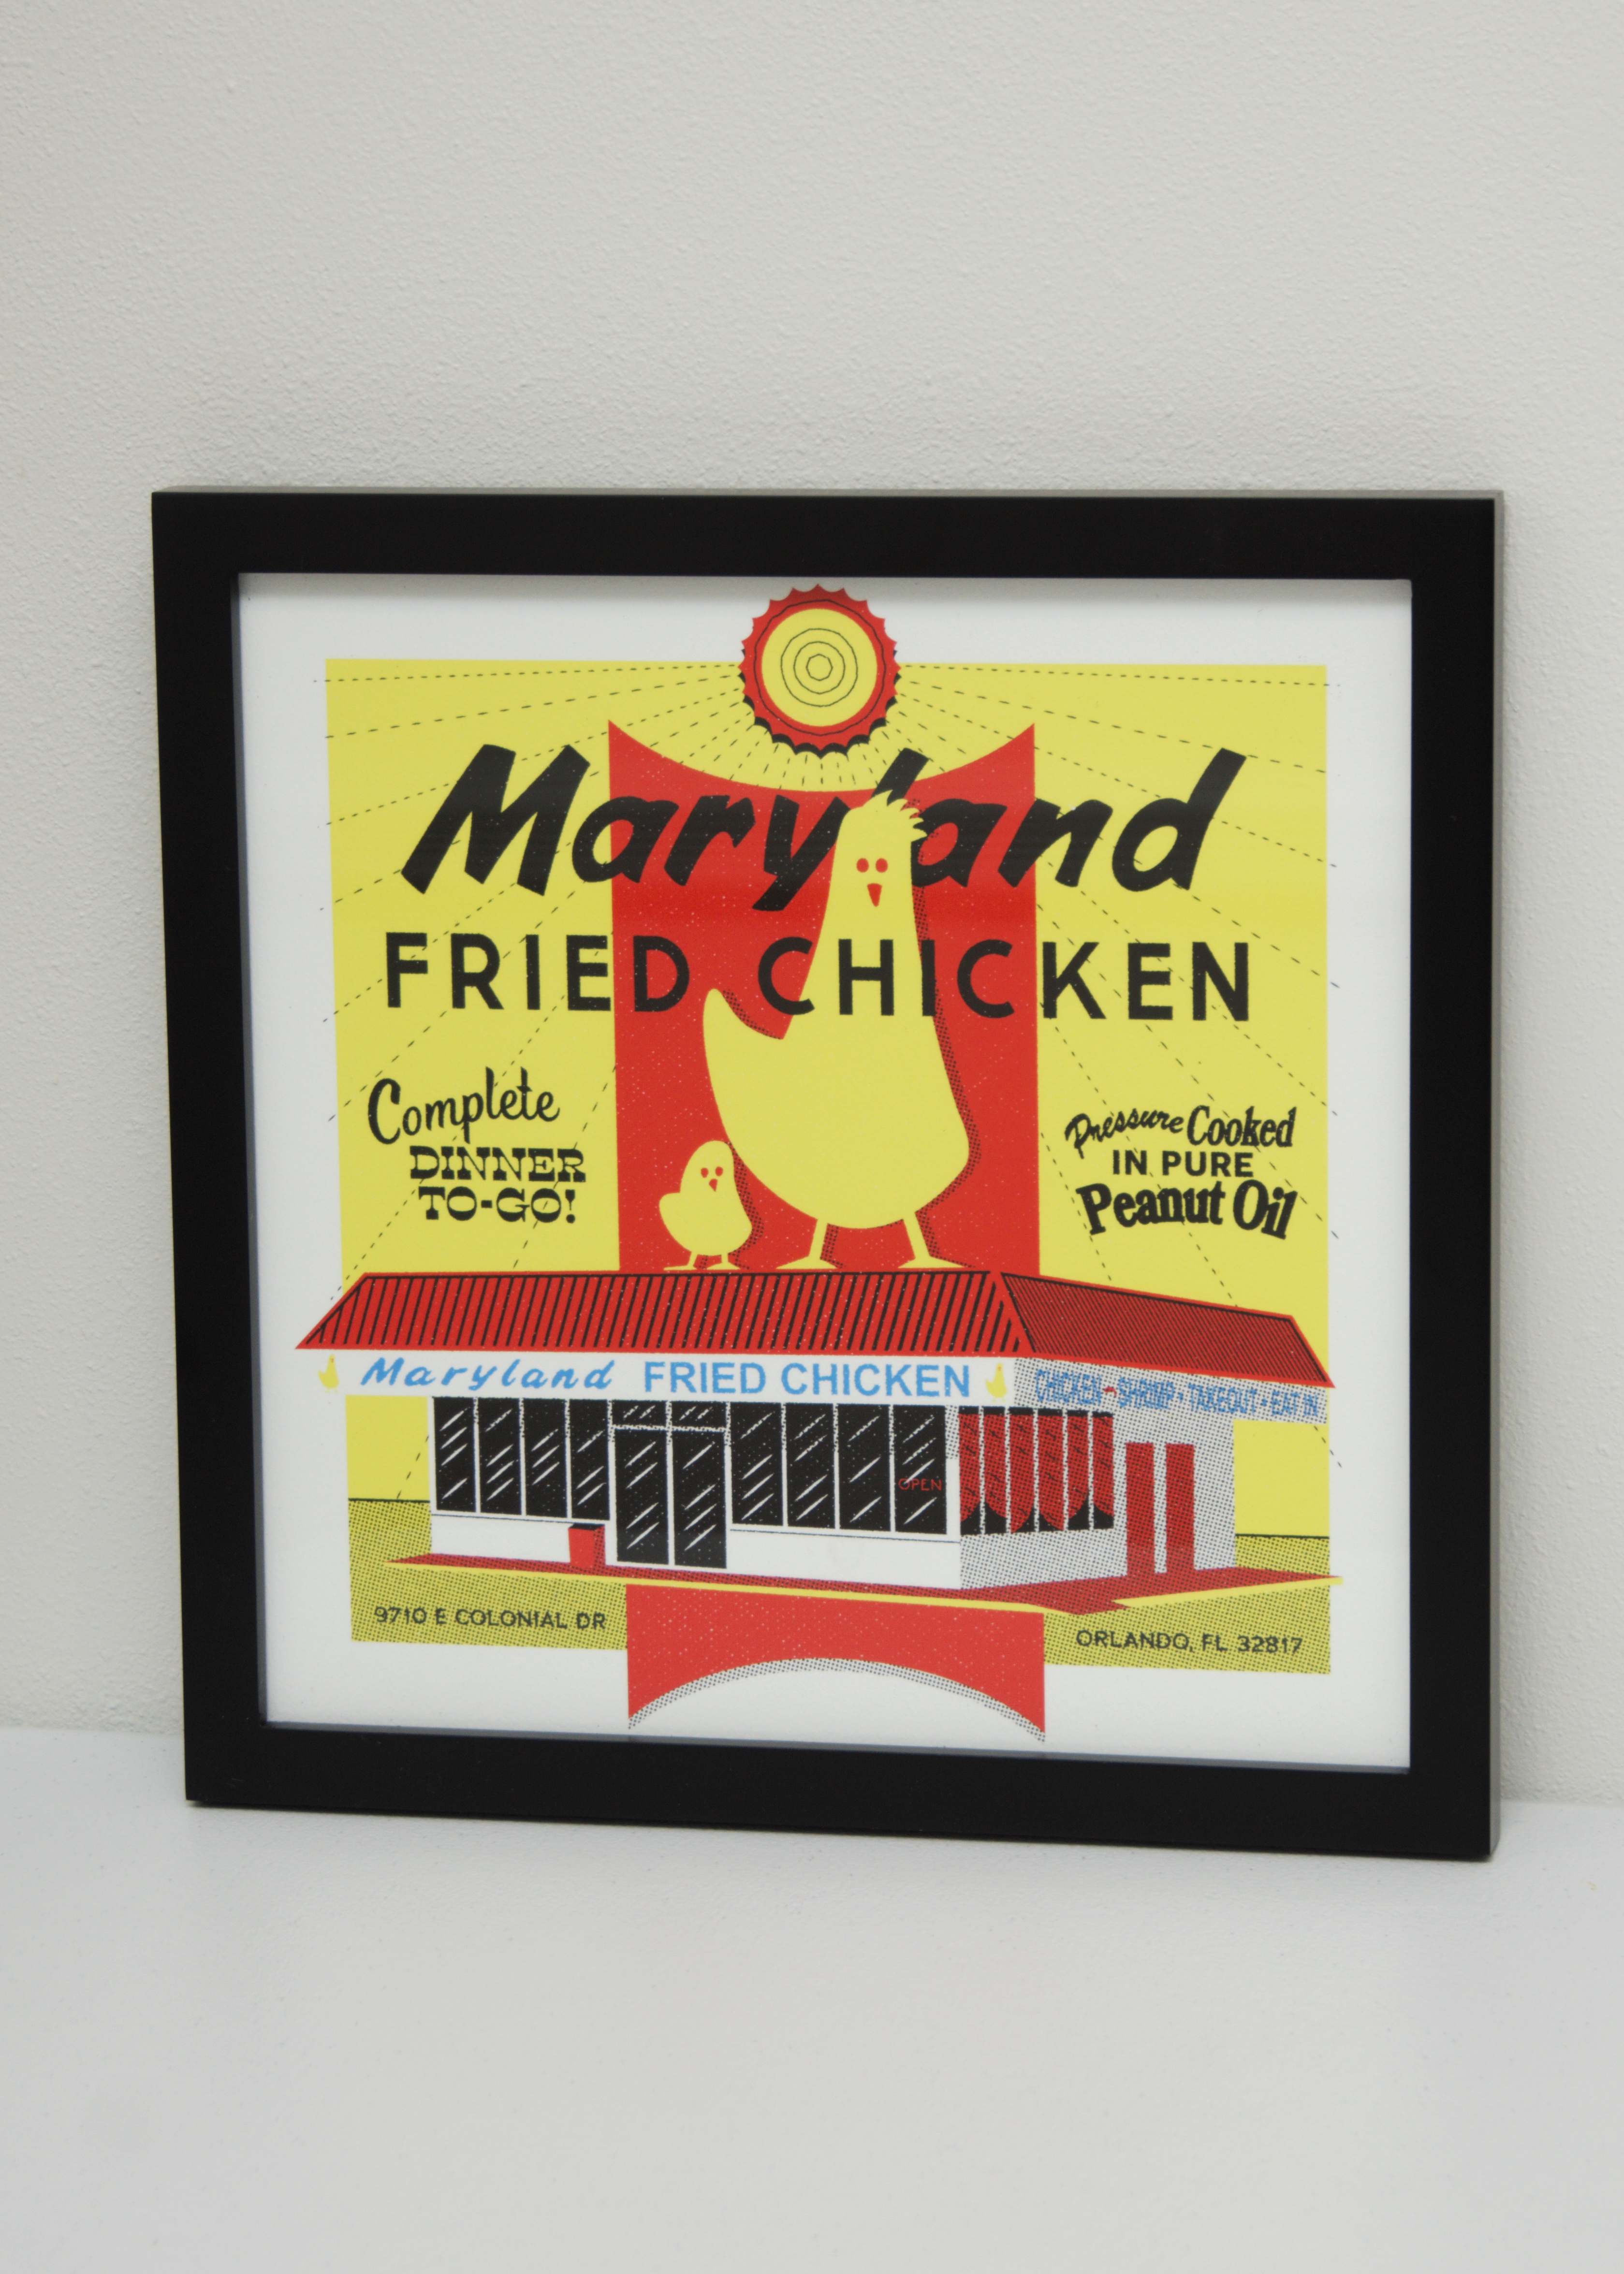 Maryland
FRIED CHICKEN
Complete
DINNER
TO-GO!
Pressure Cooked
IN PURE
Peanut Oil
Maryland FRIED CHICKEN
CHICKEN - SHRIMP - TAKEOUT - EAT IN
OPEN
9710 E COLONIAL DR
ORLANDO, FL 32817